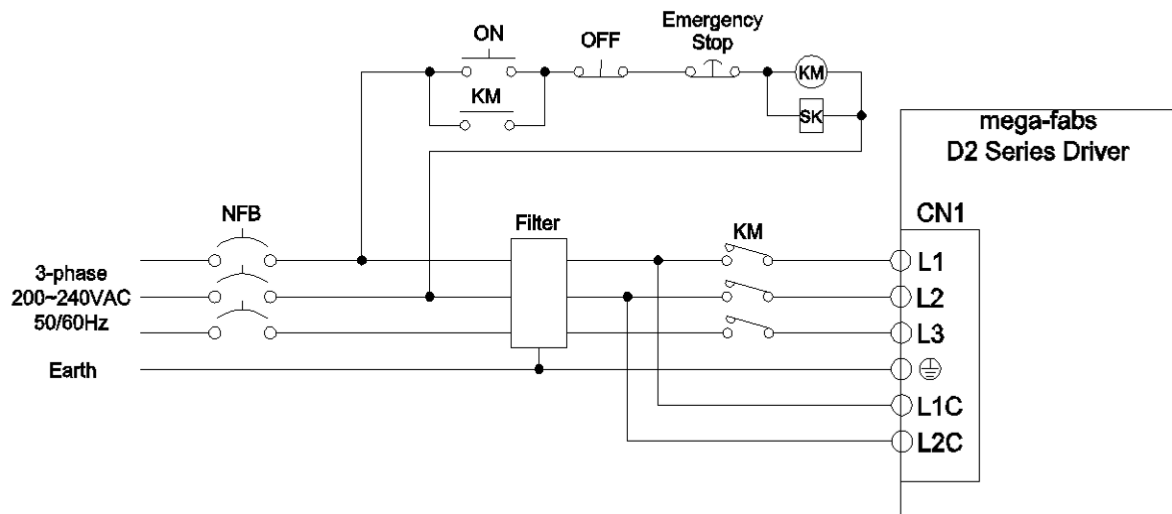 Emergency
Stop
ON
OFF
KM
KM
SK
mega-fabs
D2 Series Driver
NFB
Filter
KM
CN1
3-phase
200~240VAC
50/60Hz
Earth
L1
L2
L3
L1C
L2C